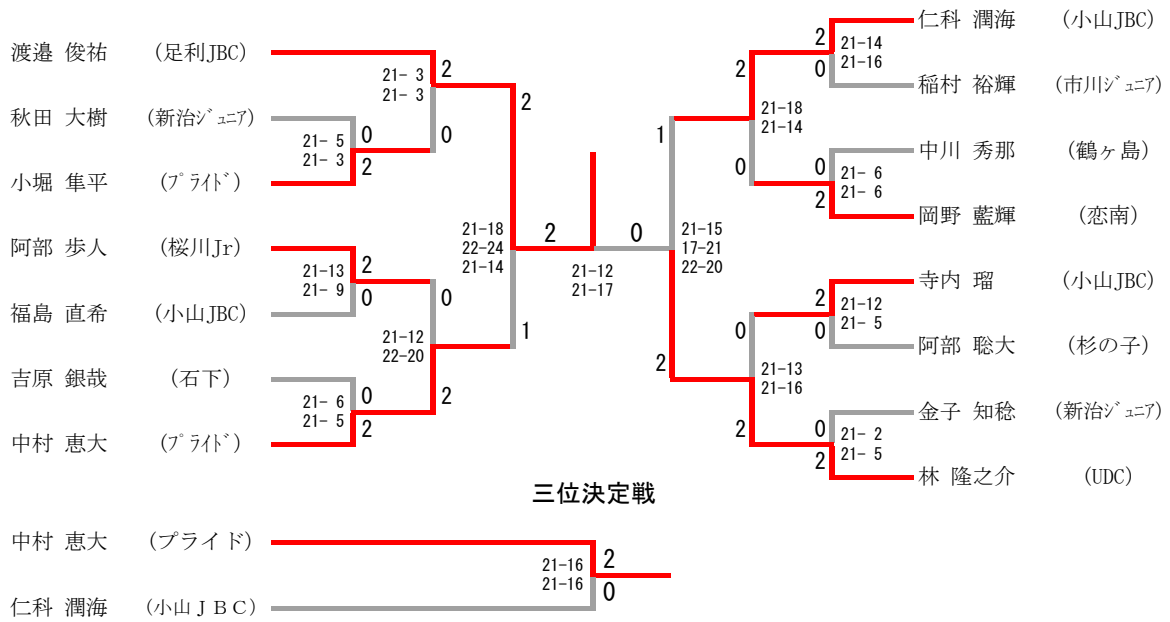 渡邉 俊祐 (足利JBC)
秋田 大樹 (新治ｼﾞｭﾆｱ)
小堀 隼平 (ﾌﾟﾗｲﾄﾞ)
阿部 歩人 (桜川Jr)
福島 直希 (小山JBC)
吉原 銀哉 (石下)
中村 恵大 (ﾌﾟﾗｲﾄﾞ)
21- 3 2
21- 3
0
21- 5 0
21- 3 2
21-13 2
21- 9 0
0
21-12
22-20
2
21- 6 0
21- 5 2
2
21-18
22-24
21-14
1
2
0
21-12
21-17
1
21-15
17-21
22-20
2
2
21-18
21-14
0
0
21-13
21-16
2
2 21-14
0 21-16
0 21- 6
2 21- 6
2 21-12
0 21- 5
0 21- 2
2 21- 5
仁科 潤海 (小山JBC)
稲村 裕輝 (市川ｼﾞｭﾆｱ)
中川 秀那 (鶴ヶ島)
岡野 藍輝 (恋南)
寺内 瑠 (小山JBC)
阿部 聡大 (杉の子)
金子 知稔 (新治ｼﾞｭﾆｱ)
林 隆之介 (UDC)
三位決定戦
中村 恵大 (プライド)
21-16 2
21-16 0
仁科 潤海 (小山ＪＢＣ)